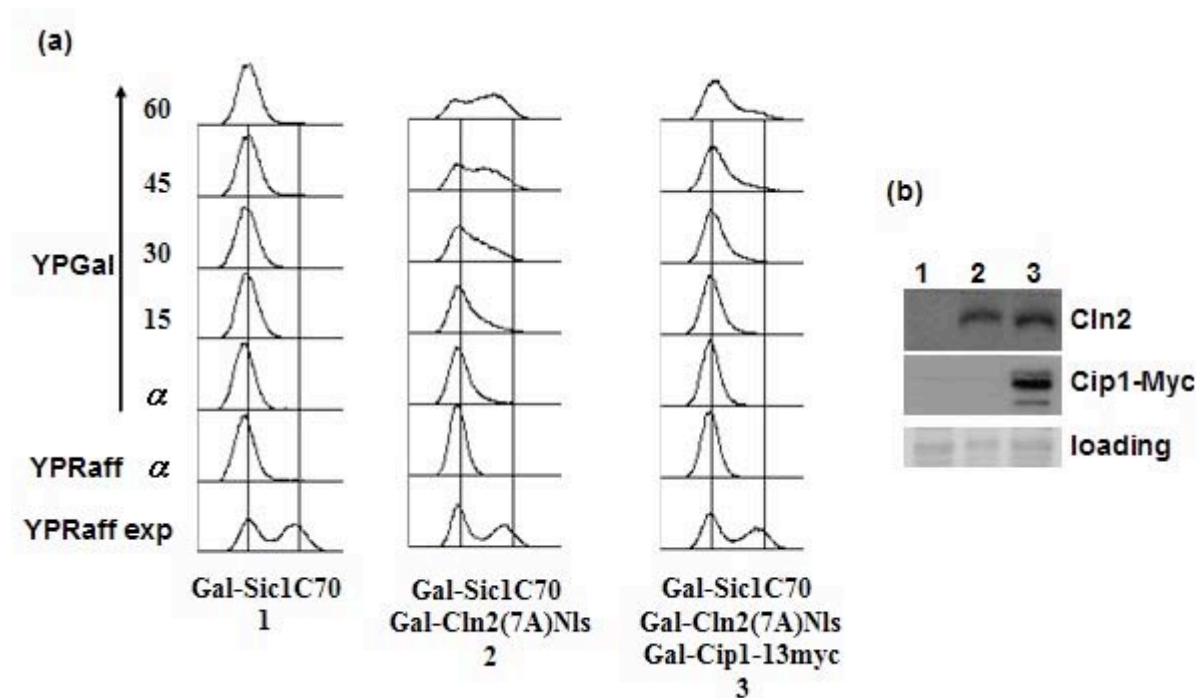 (a)
60
45
30
YPGal
15
α
YPRaff α
YPRaff exp
Gal-Sic1C70
1
Gal-Sic1C70
Gal-Cln2(7A)Nls
2
Gal-Sic1C70
Gal-Cln2(7A)Nls
Gal-Cip1-13myc
3
(b)
1 2 3
Cln2
Cip1-Myc
loading